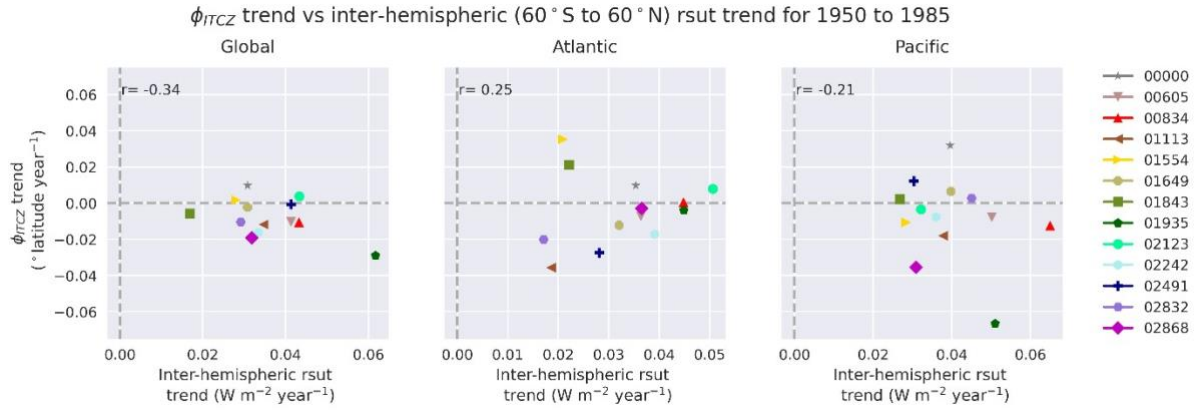 ϕITCZ trend vs inter-hemispheric (60°S to 60°N) rsut trend for 1950 to 1985
Global
Atlantic
Pacific
ϕITCZ trend
(°latitude year⁻¹)
0.06
0.04
0.02
0.00
−0.02
−0.04
−0.06
r= -0.34
0.00 0.02 0.04 0.06
Inter-hemispheric rsut
trend (W m⁻² year⁻¹)
r= 0.25
0.00 0.01 0.02 0.03 0.04 0.05
Inter-hemispheric rsut
trend (W m⁻² year⁻¹)
r= -0.21
0.00 0.02 0.04 0.06
Inter-hemispheric rsut
trend (W m⁻² year⁻¹)
00000
00605
00834
01113
01554
01649
01843
01935
02123
02242
02491
02832
02868